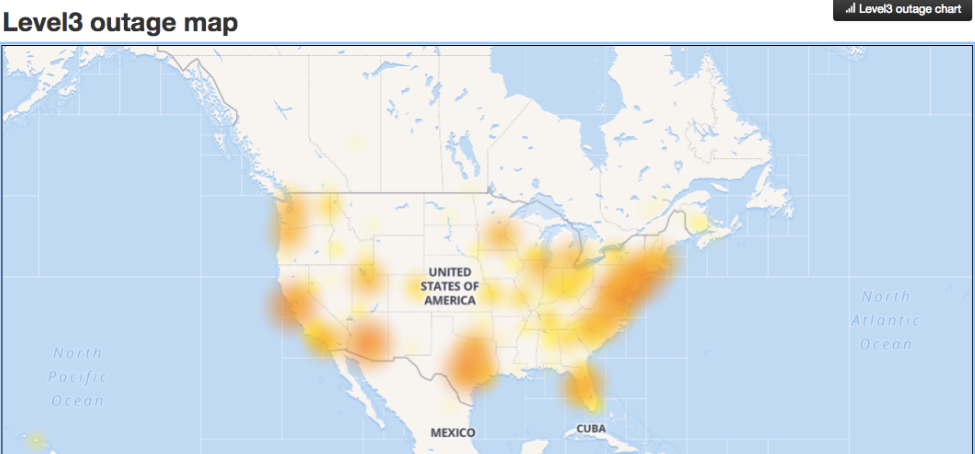 Level3 outage chart
Level3 outage map
UNITED
STATES OF
AMERICA
North
Atlantic
Ocean
North
Pacific
Ocean
MEXICO
CUBA